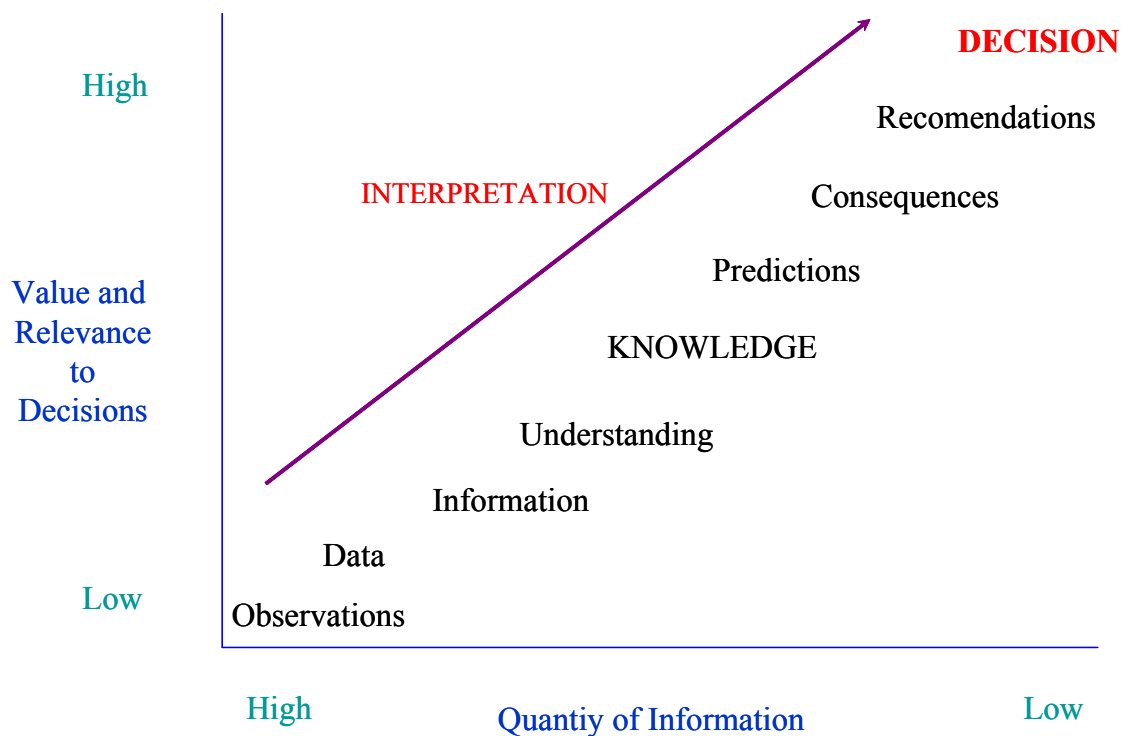 DECISION
High
Recomendations
INTERPRETATION
Consequences
Predictions
Value and
Relevance
to
Decisions
KNOWLEDGE
Understanding
Information
Data
Low
Observations
High
Quantiy of Information
Low